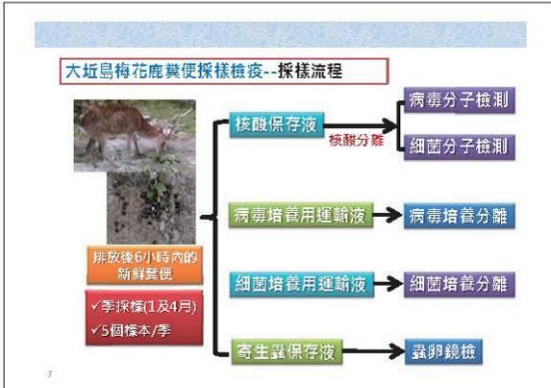 大坵島梅花鹿糞便採樣檢疫--採樣流程
核酸保存液
核酸分離
病毒分子檢測
細菌分子檢測
病毒培養用運輸液
病毒培養分離
排放後6小時內的
新鮮糞便
細菌培養用運輸液
細菌培養分離
✓季採樣(1及4月)
✓5個樣本/季
寄生蟲保存液
蟲卵鏡檢
7